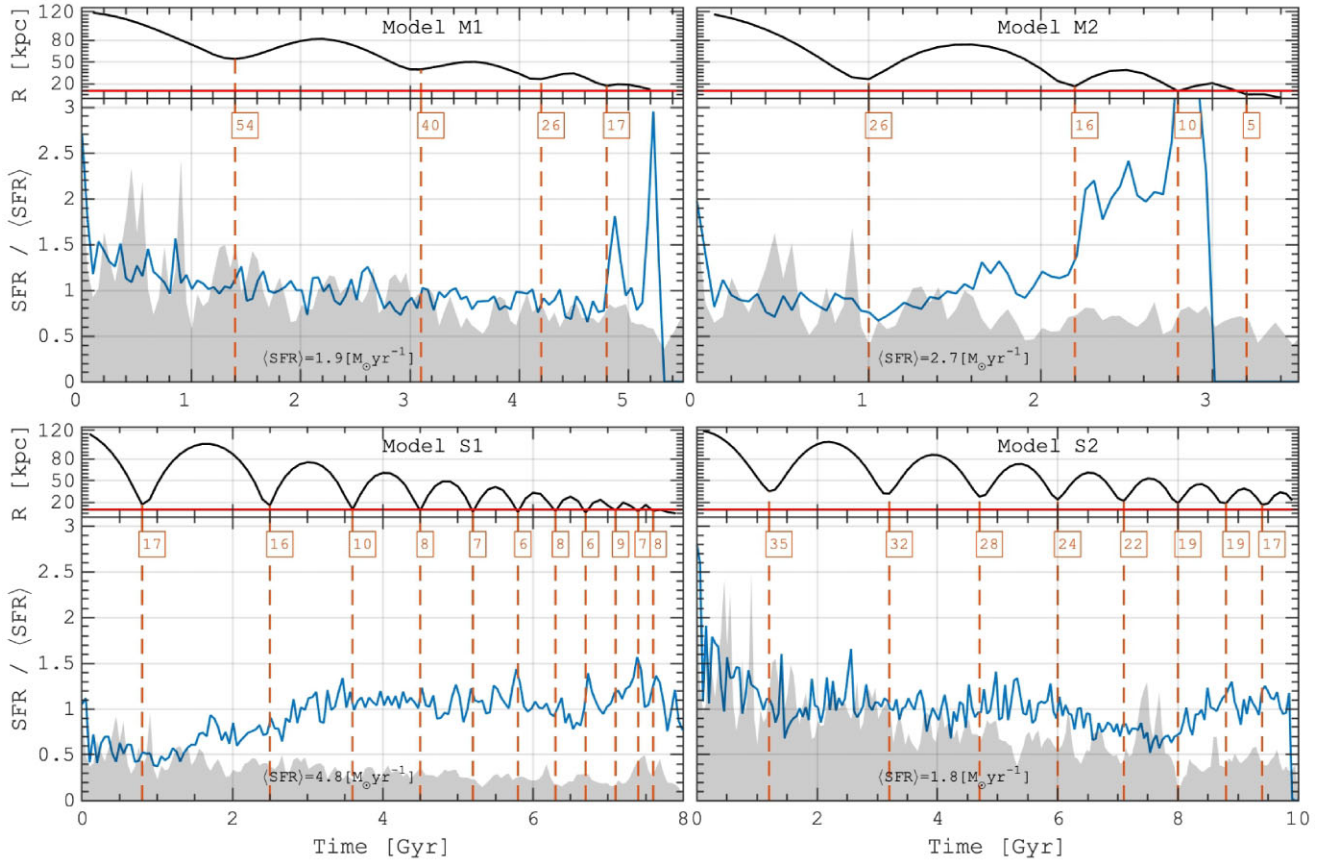 Model M1
Model M2
R [kpc]
120
80
50
20
3
2.5
2
1.5
1
0.5
0
SFR / ⟨SFR⟩
54
40
26
17
26
16
10
5
⟨SFR⟩=1.9[M⊙yr⁻¹]
⟨SFR⟩=2.7[M⊙yr⁻¹]
0 1 2 3 4 5
1 2 3
Model S1
Model S2
R [kpc]
120
80
50
20
3
2.5
2
1.5
1
0.5
0
SFR / ⟨SFR⟩
17
16
10
8
7
6
8
6
9
7
8
35
32
28
24
22
19
19
17
⟨SFR⟩=4.8[M⊙yr⁻¹]
⟨SFR⟩=1.8[M⊙yr⁻¹]
0 2 4 6 8
0 2 4 6 8 10
Time [Gyr]
Time [Gyr]